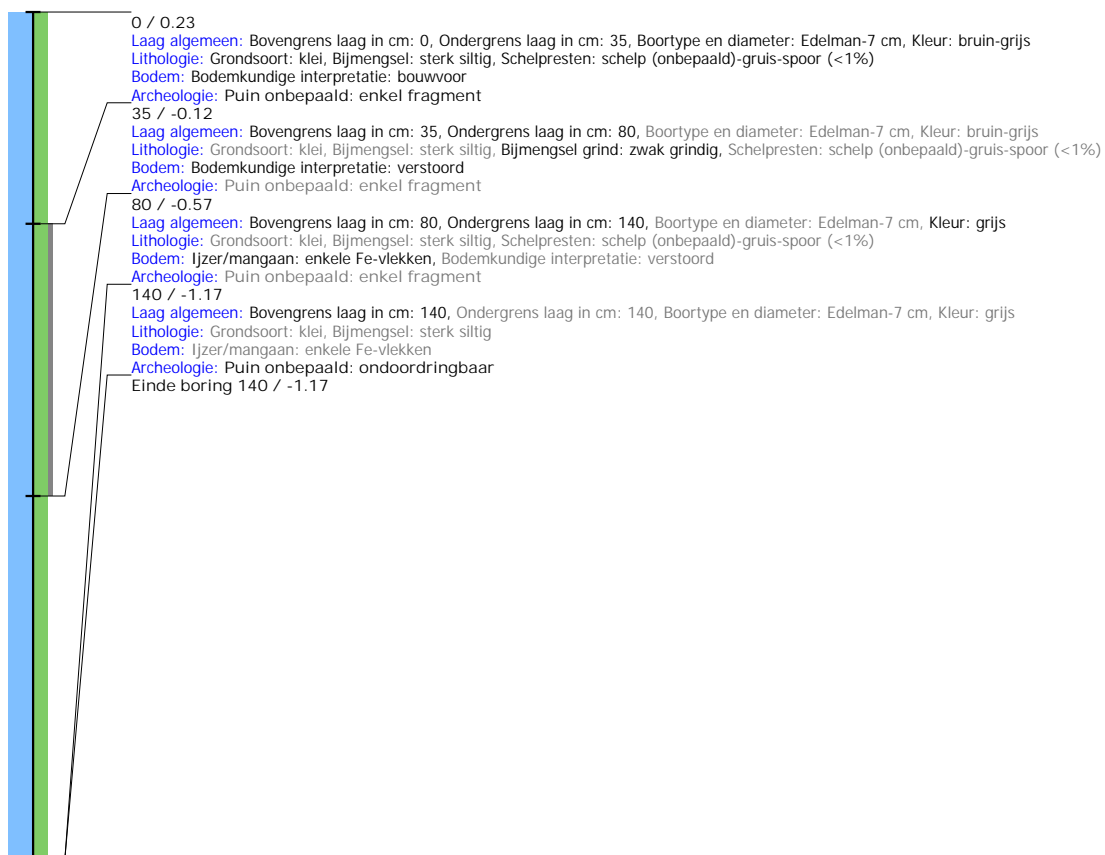 0 / 0.23
Laag algemeen: Bovengrens laag in cm: 0, Ondergrens laag in cm: 35, Boortype en diameter: Edelman-7 cm, Kleur: bruin-grijs
Lithologie: Grondsoort: klei, Bijmengsel: sterk siltig, Schelpresten: schelp (onbepaald)-gruis-spoor (<1%)
Bodem: Bodemkundige interpretatie: bouwvoor
Archeologie: Puin onbepaald: enkel fragment
35 / -0.12
Laag algemeen: Bovengrens laag in cm: 35, Ondergrens laag in cm: 80, Boortype en diameter: Edelman-7 cm, Kleur: bruin-grijs
Lithologie: Grondsoort: klei, Bijmengsel: sterk siltig, Bijmengsel grind: zwak grindig, Schelpresten: schelp (onbepaald)-gruis-spoor (<1%)
Bodem: Bodemkundige interpretatie: verstoord
Archeologie: Puin onbepaald: enkel fragment
80 / -0.57
Laag algemeen: Bovengrens laag in cm: 80, Ondergrens laag in cm: 140, Boortype en diameter: Edelman-7 cm, Kleur: grijs
Lithologie: Grondsoort: klei, Bijmengsel: sterk siltig, Schelpresten: schelp (onbepaald)-gruis-spoor (<1%)
Bodem: Ijzer/mangaan: enkele Fe-vlekken, Bodemkundige interpretatie: verstoord
Archeologie: Puin onbepaald: enkel fragment
140 / -1.17
Laag algemeen: Bovengrens laag in cm: 140, Ondergrens laag in cm: 140, Boortype en diameter: Edelman-7 cm, Kleur: grijs
Lithologie: Grondsoort: klei, Bijmengsel: sterk siltig
Bodem: Ijzer/mangaan: enkele Fe-vlekken
Archeologie: Puin onbepaald: ondoordringbaar
Einde boring 140 / -1.17